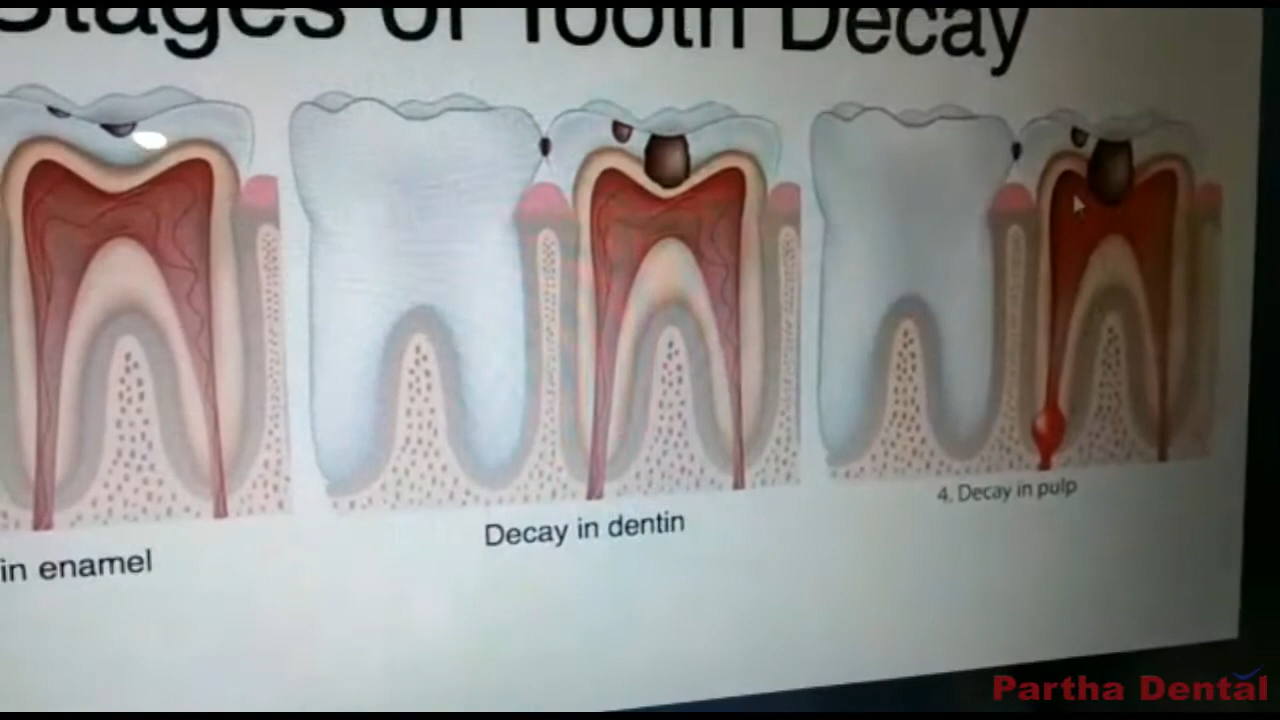 Stages of Tooth Decay
in enamel
Decay in dentin
4. Decay in pulp
Partha Dental